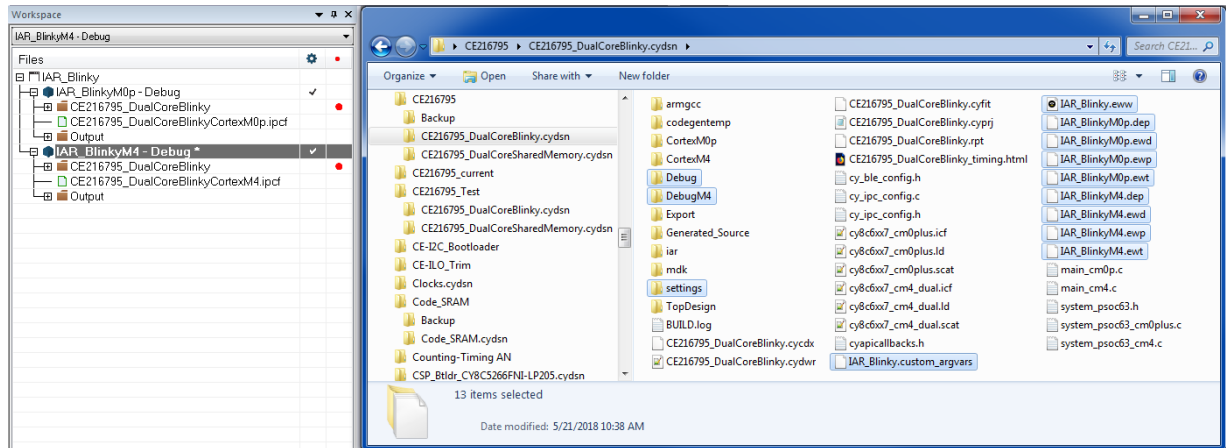 Workspace
IAR_BlinkyM4 - Debug
Files
IAR_Blinky
IAR_BlinkyM0p - Debug
CE216795_DualCoreBlinky
CE216795_DualCoreBlinkyCortexM0p.ipcf
Output
IAR_BlinkyM4 - Debug *
CE216795_DualCoreBlinky
CE216795_DualCoreBlinkyCortexM4.ipcf
Output
CE216795 ▸ CE216795_DualCoreBlinky.cydsn ▸
Search CE21...
Organize Open Share with New folder
CE216795
Backup
CE216795_DualCoreBlinky.cydsn
CE216795_DualCoreSharedMemory.cydsn
CE216795_current
CE216795_Test
CE216795_DualCoreBlinky.cydsn
CE216795_DualCoreSharedMemory.cydsn
CE-I2C_Bootloader
CE-ILO_Trim
Clocks.cydsn
Code_SRAM
Backup
Code_SRAM.cydsn
Counting-Timing AN
CSP_Btldr_CY8C5266FNI-LP205.cydsn
armgcc
codegentemp
CortexM0p
CortexM4
Debug
DebugM4
Export
Generated_Source
iar
mdk
settings
TopDesign
BUILD.log
CE216795_DualCoreBlinky.cycdx
CE216795_DualCoreBlinky.cydwr
CE216795_DualCoreBlinky.cyfit
CE216795_DualCoreBlinky.cyprj
CE216795_DualCoreBlinky.rpt
CE216795_DualCoreBlinky_timing.html
cy_ble_config.h
cy_ipc_config.c
cy_ipc_config.h
cy8c6xx7_cm0plus.icf
cy8c6xx7_cm0plus.ld
cy8c6xx7_cm0plus.scat
cy8c6xx7_cm4_dual.icf
cy8c6xx7_cm4_dual.ld
cy8c6xx7_cm4_dual.scat
cyapicallbacks.h
IAR_Blinky.custom_argvars
IAR_Blinky.eww
IAR_BlinkyM0p.dep
IAR_BlinkyM0p.ewd
IAR_BlinkyM0p.ewp
IAR_BlinkyM0p.ewt
IAR_BlinkyM4.dep
IAR_BlinkyM4.ewd
IAR_BlinkyM4.ewp
IAR_BlinkyM4.ewt
main_cm0p.c
main_cm4.c
system_psoc63.h
system_psoc63_cm0plus.c
system_psoc63_cm4.c
13 items selected
Date modified: 5/21/2018 10:38 AM